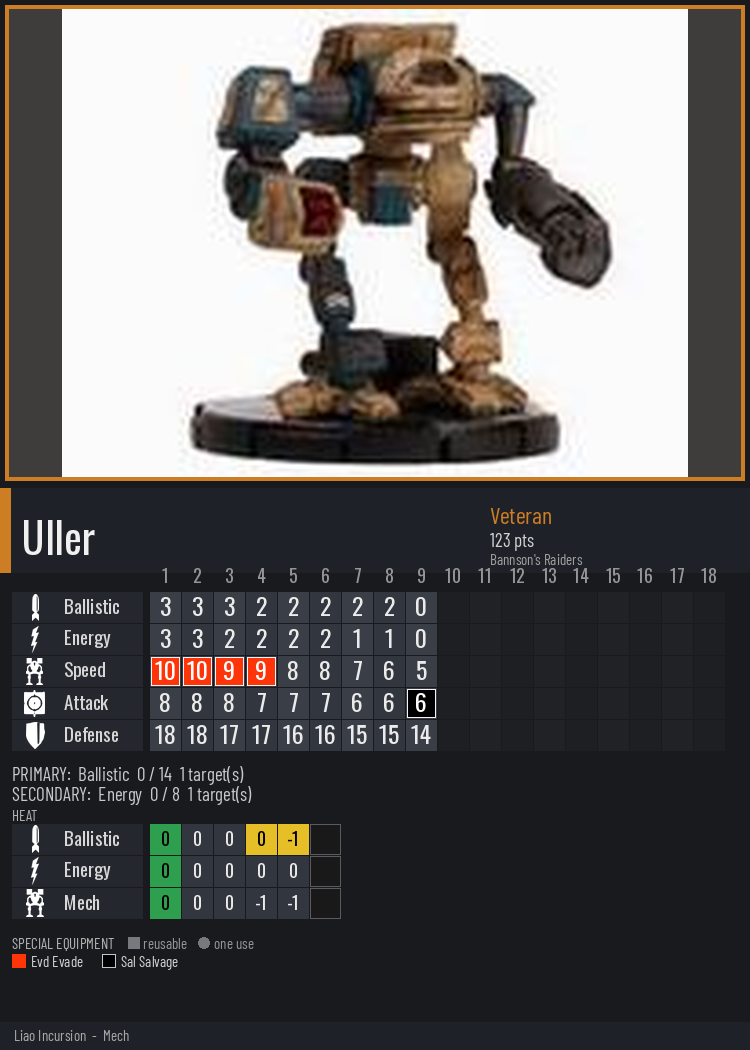 Uller
Veteran
123 pts
Bannson's Raiders
1 2 3 4 5 6 7 8 9 10 11 12 13 14 15 16 17 18
Ballistic 3 3 3 2 2 2 2 2 0
Energy 3 3 2 2 2 2 1 1 0
Speed 10 10 9 9 8 8 7 6 5
Attack 8 8 8 7 7 7 6 6 6
Defense 18 18 17 17 16 16 15 15 14
PRIMARY: Ballistic 0 / 14 1 target(s)
SECONDARY: Energy 0 / 8 1 target(s)
HEAT
Ballistic 0 0 0 0 -1
Energy 0 0 0 0 0
Mech 0 0 0 -1 -1
SPECIAL EQUIPMENT reusable one use
Evd Evade Sal Salvage
Liao Incursion - Mech